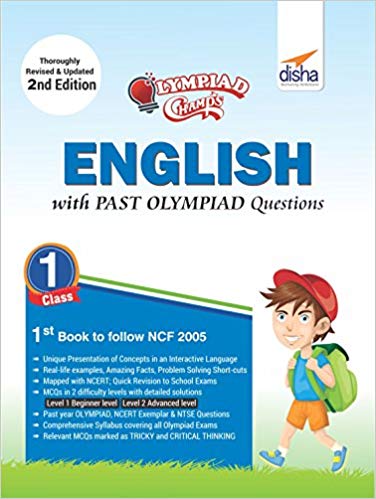 Thoroughly
Revised & Updated
2nd Edition
OLYMPIAD
CHAMPS
disha
ENGLISH
with PAST OLYMPIAD Questions
1
Class
1st Book to follow NCF 2005
Unique Presentation of Concepts in an Interactive Language
Real-life examples, Amazing Facts, Problem Solving Short-cuts
Mapped with NCERT; Quick Revision to School Exams
MCQs in 2 difficulty levels with detailed solutions
Level 1 Beginner level Level 2 Advanced level
Past year OLYMPIAD, NCERT Exemplar & NTSE Questions
Comprehensive Syllabus covering all Olympiad Exams
Relevant MCQs marked as TRICKY and CRITICAL THINKING